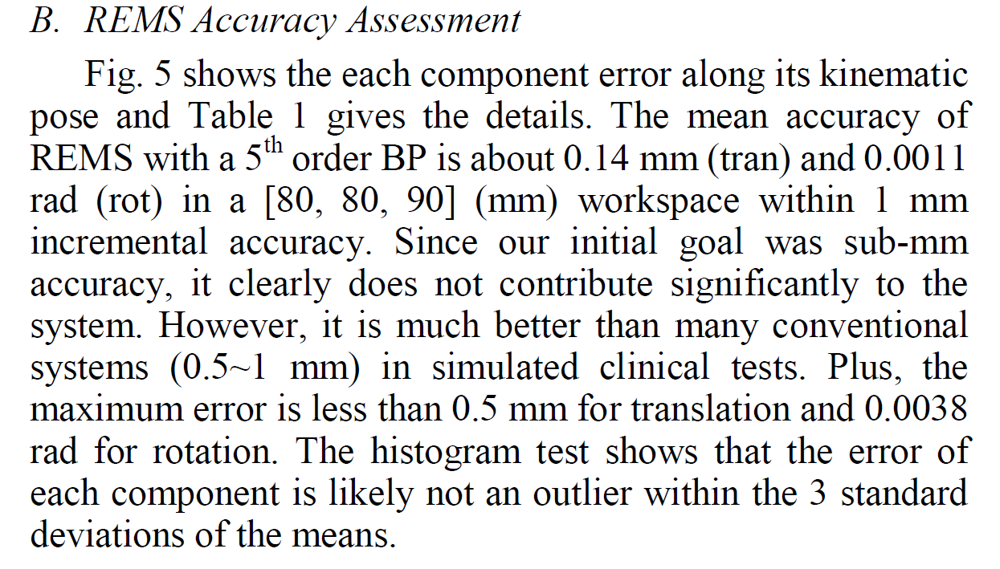 B. REMS Accuracy Assessment
Fig. 5 shows the each component error along its kinematic
pose and Table 1 gives the details. The mean accuracy of
REMS with a 5th order BP is about 0.14 mm (tran) and 0.0011
rad (rot) in a [80, 80, 90] (mm) workspace within 1 mm
incremental accuracy. Since our initial goal was sub-mm
accuracy, it clearly does not contribute significantly to the
system. However, it is much better than many conventional
systems (0.5~1 mm) in simulated clinical tests. Plus, the
maximum error is less than 0.5 mm for translation and 0.0038
rad for rotation. The histogram test shows that the error of
each component is likely not an outlier within the 3 standard
deviations of the means.